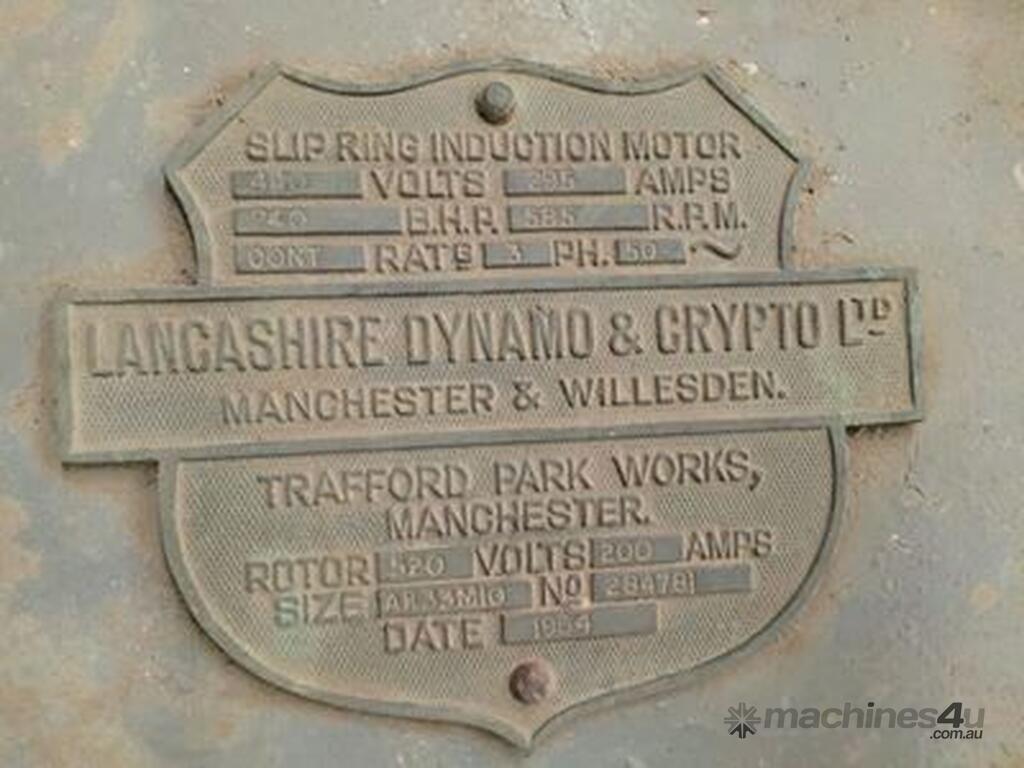 SLIP RING INDUCTION MOTOR
VOLTS AMPS
240 B.H.P. 585 R.P.M.
CONT RATG 3 PH. 50 ~
LANCASHIRE DYNAMO & CRYPTO LTD
MANCHESTER & WILLESDEN.
TRAFFORD PARK WORKS,
MANCHESTER.
ROTOR 520 VOLTS 200 AMPS
SIZE No 284781
DATE
machines4u
.com.au